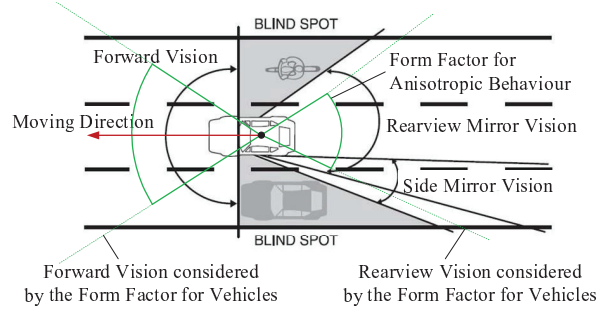 BLIND SPOT
Forward Vision
Form Factor for
Anisotropic Behaviour
Moving Direction
Rearview Mirror Vision
Side Mirror Vision
BLIND SPOT
Forward Vision considered
by the Form Factor for Vehicles
Rearview Vision considered
by the Form Factor for Vehicles